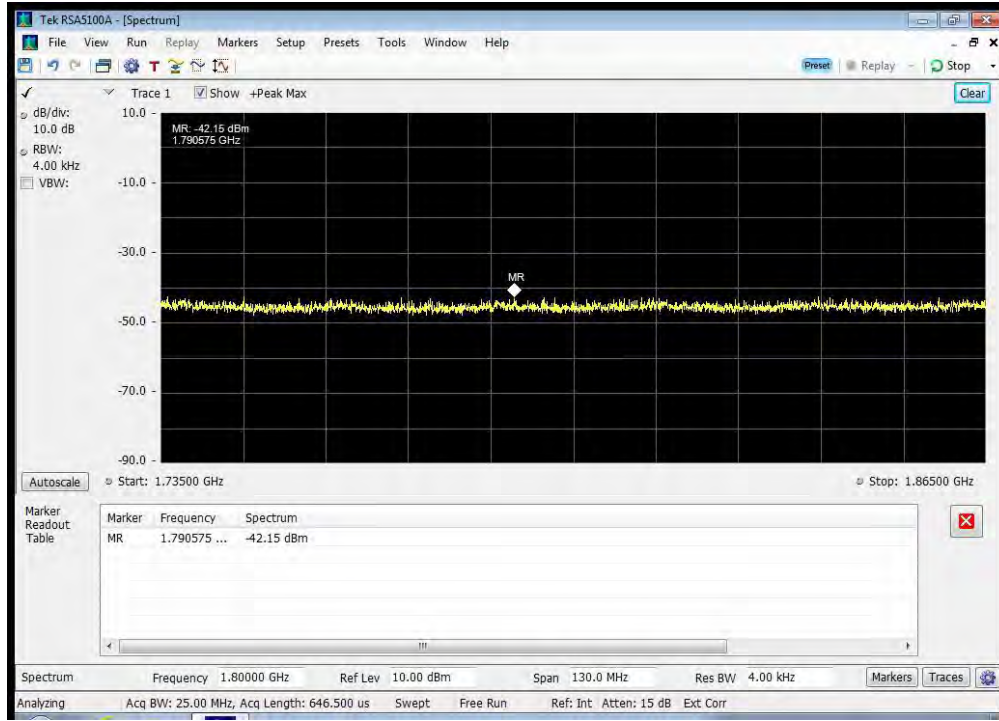 Tek RSA5100A - [Spectrum]
File View Run Replay Markers Setup Presets Tools Window Help
Preset Replay Stop
Trace 1 Show +Peak Max Clear
dB/div:
10.0 dB
RBW:
4.00 kHz
VBW:
10.0
-10.0
-30.0
-50.0
-70.0
-90.0
MR: -42.15 dBm
1.790575 GHz
MR
Autoscale Start: 1.73500 GHz Stop: 1.86500 GHz
Marker
Readout
Table
Marker Frequency Spectrum
MR 1.790575 ... -42.15 dBm
Spectrum Frequency 1.80000 GHz Ref Lev 10.00 dBm Span 130.0 MHz Res BW 4.00 kHz Markers Traces
Analyzing Acq BW: 25.00 MHz, Acq Length: 646.500 us Swept Free Run Ref: Int Atten: 15 dB Ext Corr